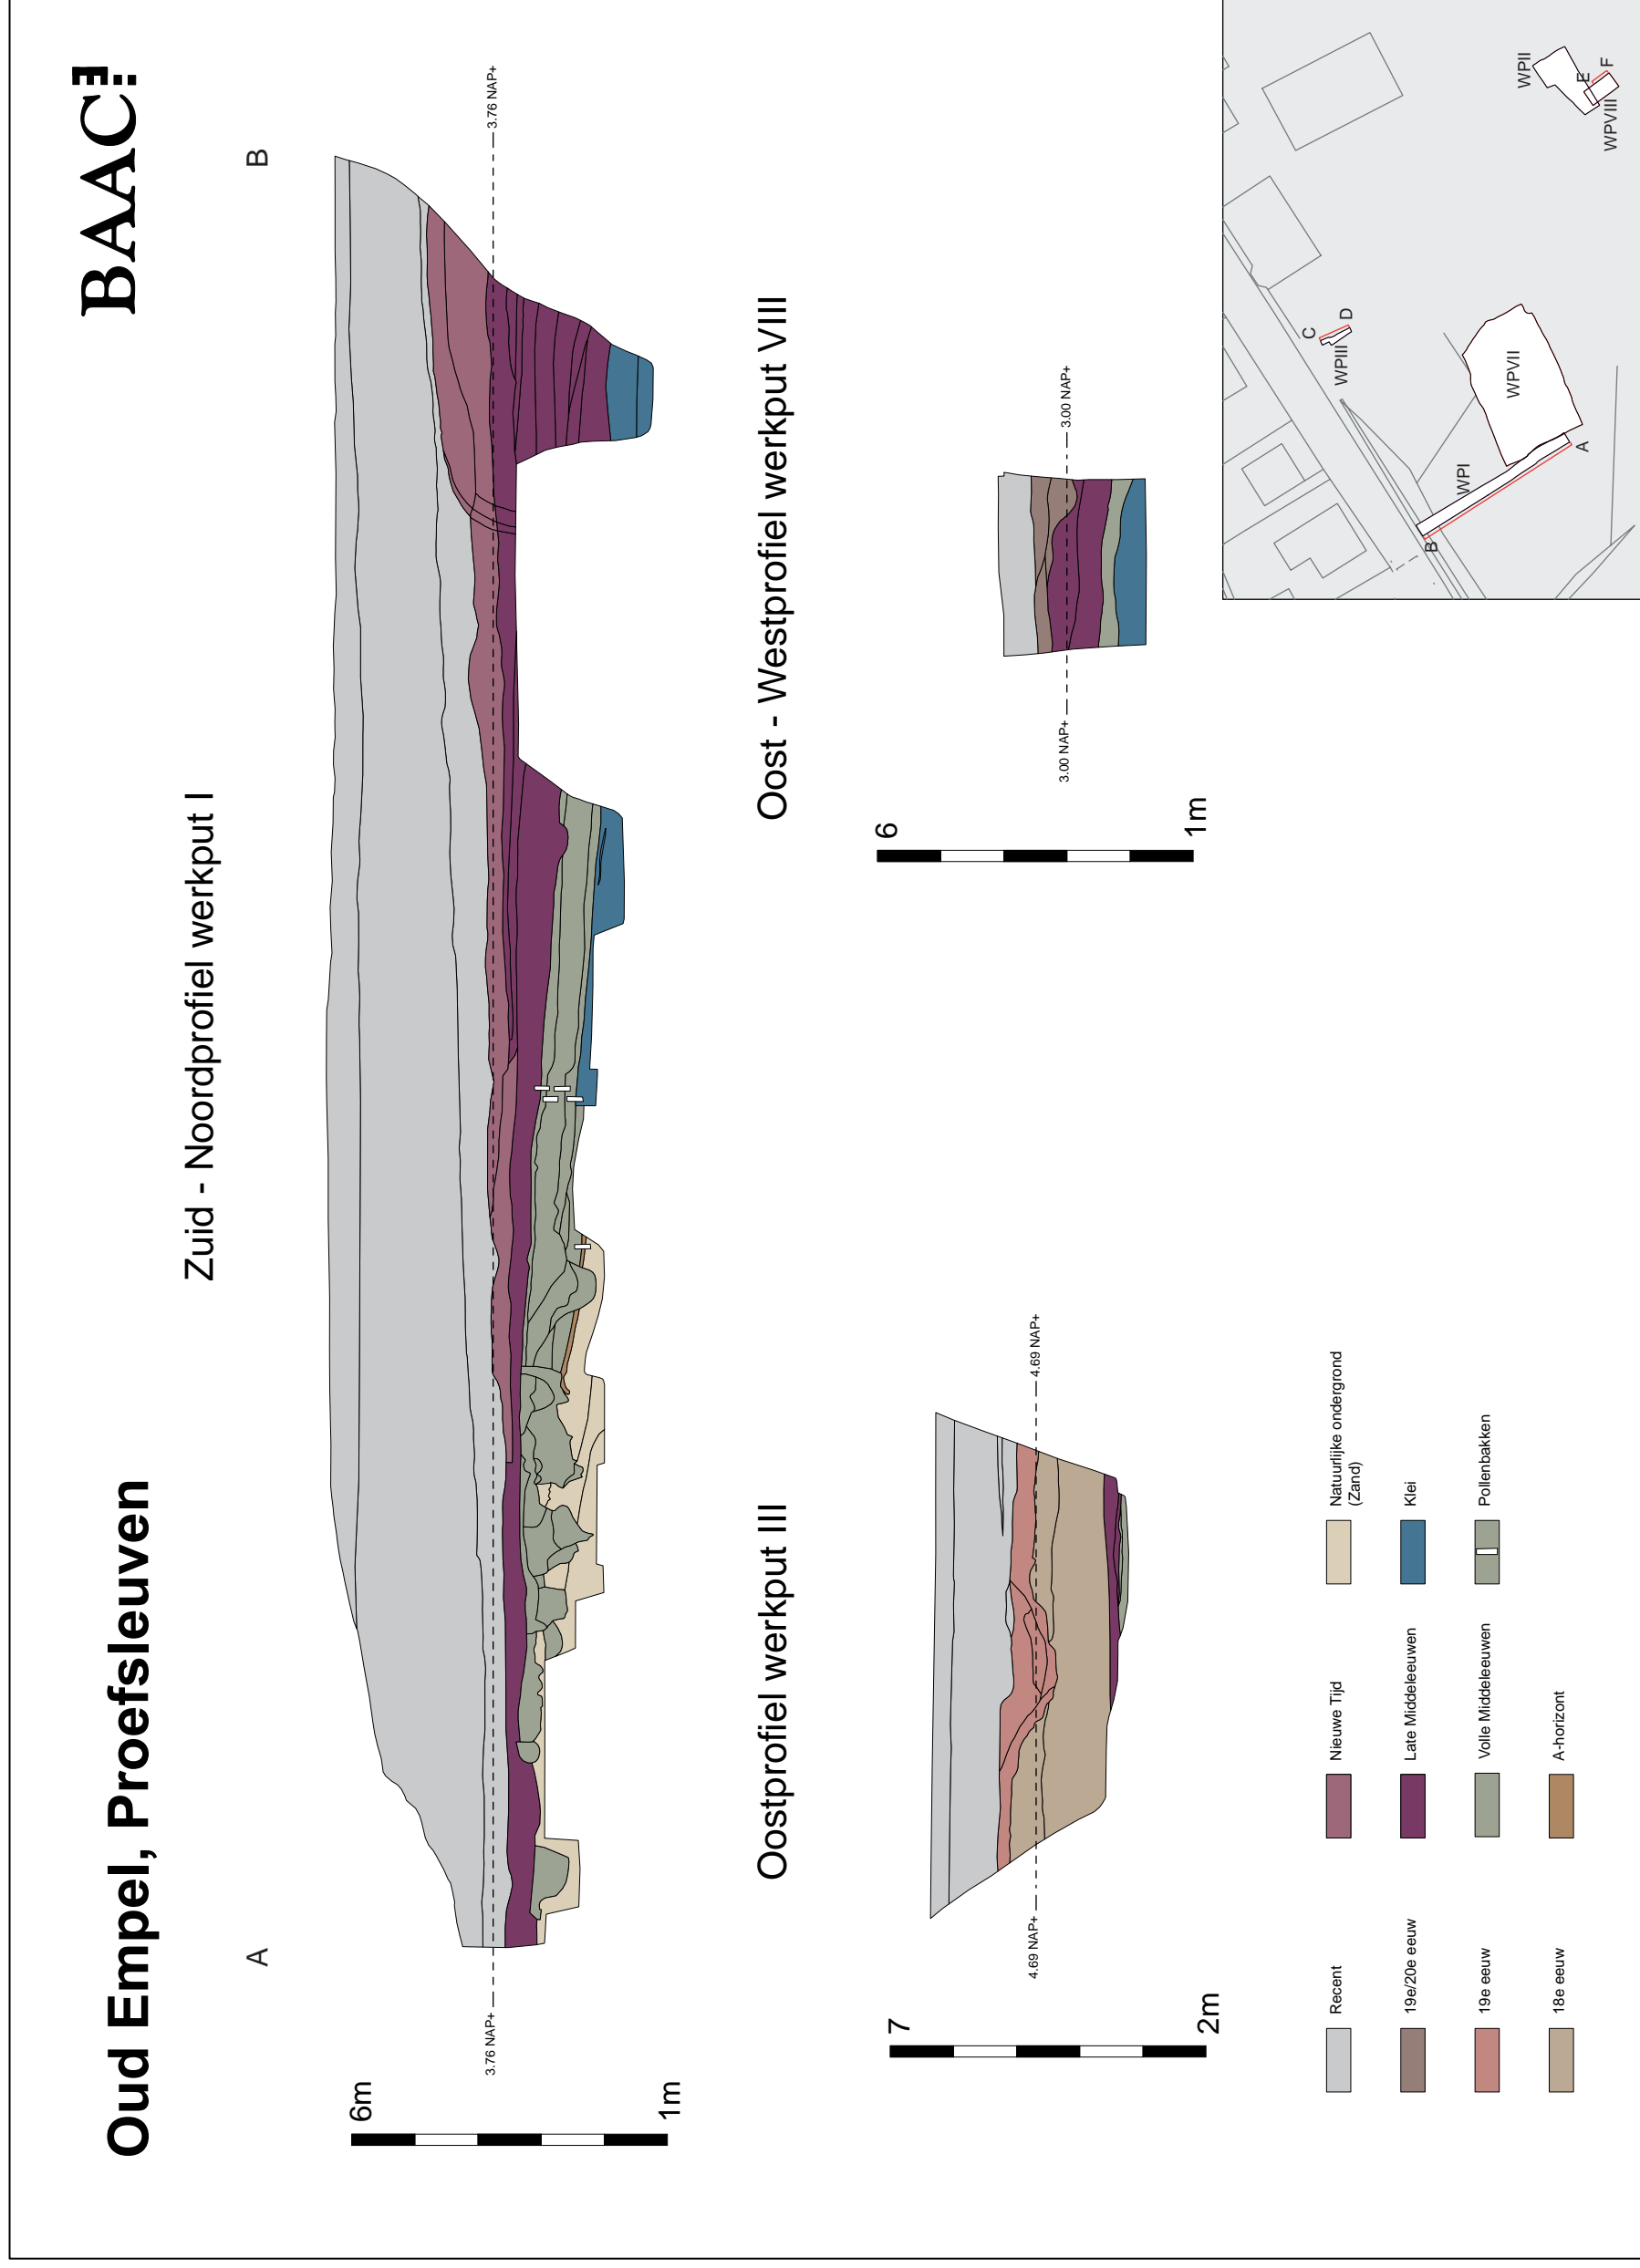 Oud Empel, Proefsleuven
BAAC
Zuid - Noordprofiel werkput I
A
B
6m
1m
3.76 NAP+
3.76 NAP+
Oostprofiel werkput III
7
2m
4.69 NAP+
4.69 NAP+
Oost - Westprofiel werkput VIII
6
1m
3.00 NAP+
3.00 NAP+
Recent
19e/20e eeuw
19e eeuw
18e eeuw
Nieuwe Tijd
Late Middeleeuwen
Volle Middeleeuwen
A-horizont
Natuurlijke ondergrond
(Zand)
Klei
Pollenbakken
B
WPI
A
WPVII
C
D
WPIII
WPII
E
F
WPVIII